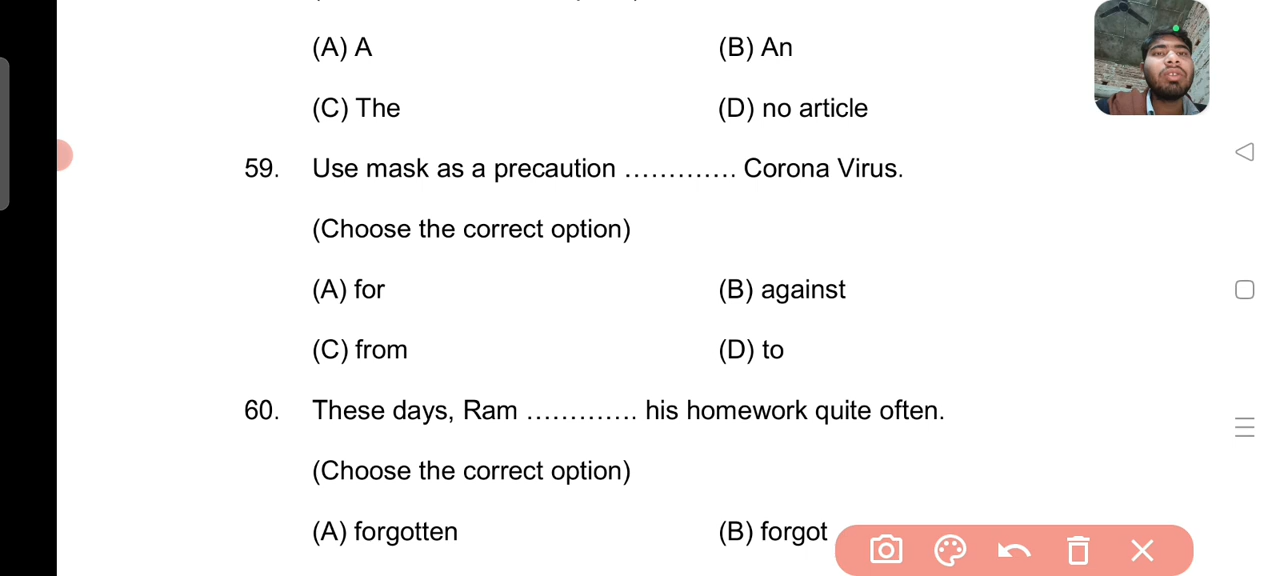 (A) A (B) An
(C) The (D) no article
59. Use mask as a precaution ............. Corona Virus.
(Choose the correct option)
(A) for (B) against
(C) from (D) to
60. These days, Ram ............. his homework quite often.
(Choose the correct option)
(A) forgotten (B) forgot